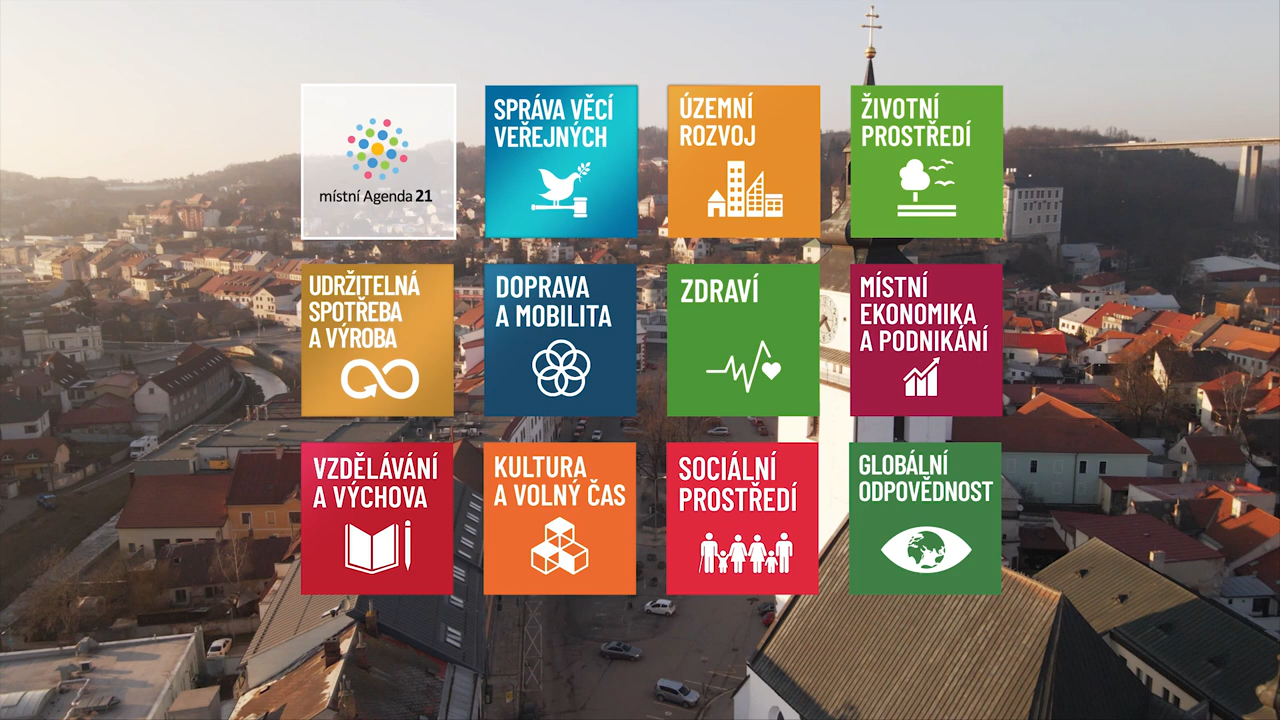 místní Agenda 21
SPRÁVA VĚCÍ
VEŘEJNÝCH
ÚZEMNÍ
ROZVOJ
ŽIVOTNÍ
PROSTŘEDÍ
UDRŽITELNÁ
SPOTŘEBA
A VÝROBA
DOPRAVA
A MOBILITA
ZDRAVÍ
MÍSTNÍ
EKONOMIKA
A PODNIKÁNÍ
VZDĚLÁVÁNÍ
A VÝCHOVA
KULTURA
A VOLNÝ ČAS
SOCIÁLNÍ
PROSTŘEDÍ
GLOBÁLNÍ
ODPOVĚDNOST